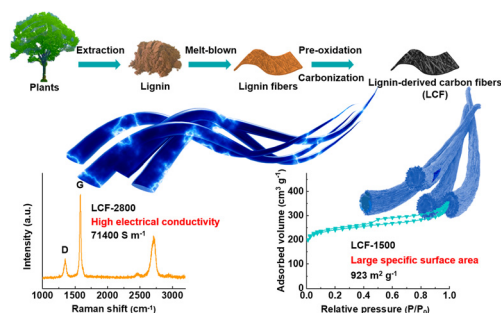 Extraction
Melt-blown
Pre-oxidation
Carbonization
Plants
Lignin
Lignin fibers
Lignin-derived carbon fibers
(LCF)
G
D
LCF-2800
High electrical conductivity
71400 S m⁻¹
Intensity (a.u.)
1000 1500 2000 2500 3000
Raman shift (cm⁻¹)
Adsorbed volume (cm³ g⁻¹)
400
300
200
100
0
LCF-1500
Large specific surface area
923 m² g⁻¹
0.0 0.2 0.4 0.6 0.8 1.0
Relative pressure (P/P₀)